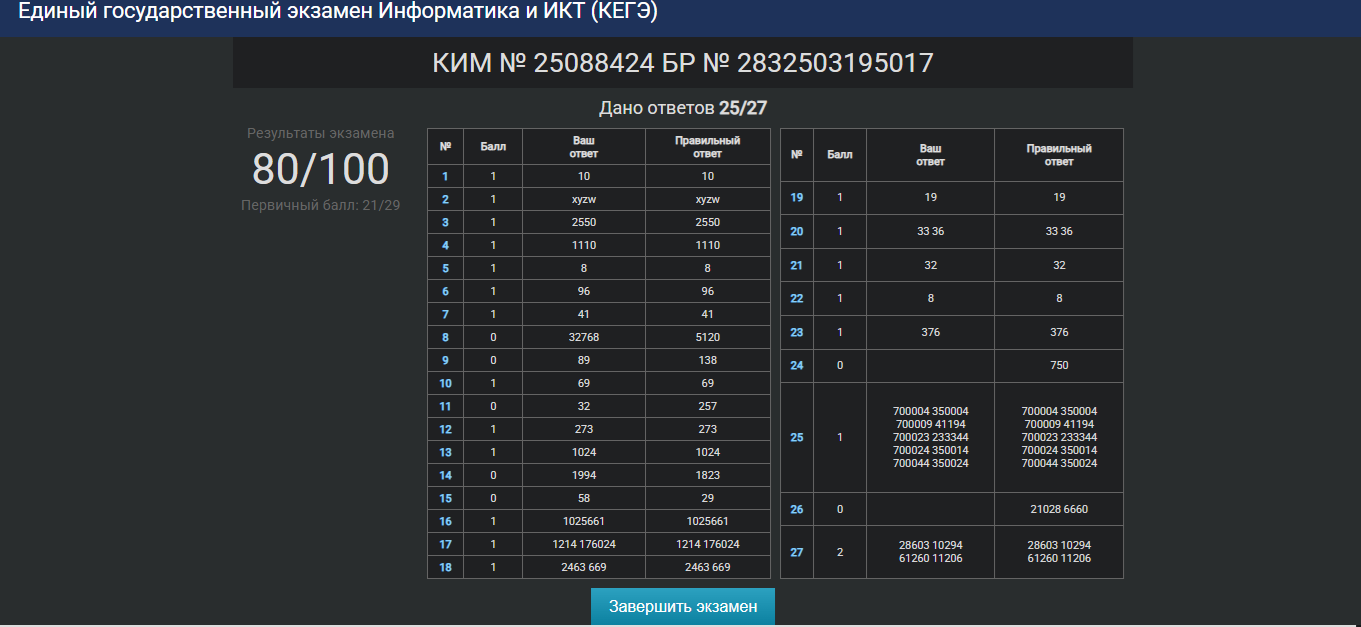 Единый государственный экзамен Информатика и ИКТ (КЕГЭ)
КИМ № 25088424 БР № 2832503195017
Дано ответов 25/27
Результаты экзамена
80/100
Первичный балл: 21/29
№ Балл Ваш ответ Правильный ответ
1 1 10 10
2 1 xyzw xyzw
3 1 2550 2550
4 1 1110 1110
5 1 8 8
6 1 96 96
7 1 41 41
8 0 32768 5120
9 0 89 138
10 1 69 69
11 0 32 257
12 1 273 273
13 1 1024 1024
14 0 1994 1823
15 0 58 29
16 1 1025661 1025661
17 1 1214 176024 1214 176024
18 1 2463 669 2463 669
№ Балл Ваш ответ Правильный ответ
19 1 19 19
20 1 33 36 33 36
21 1 32 32
22 1 8 8
23 1 376 376
24 0 750
700004 350004 700004 350004
700009 41194 700009 41194
25 1 700023 233344 700023 233344
700024 350014 700024 350014
700044 350024 700044 350024
26 0 21028 6660
27 2 28603 10294 28603 10294
61260 11206 61260 11206
Завершить экзамен